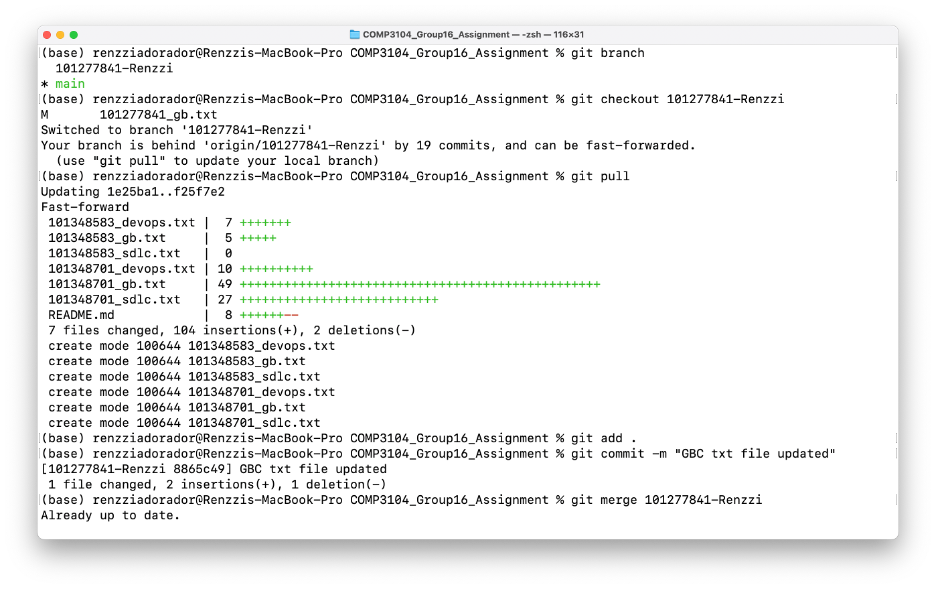 COMP3104_Group16_Assignment — -zsh — 116×31
(base) renzziadorador@Renzzis-MacBook-Pro COMP3104_Group16_Assignment % git branch
  101277841-Renzzi
* main
(base) renzziadorador@Renzzis-MacBook-Pro COMP3104_Group16_Assignment % git checkout 101277841-Renzzi
M       101277841_gb.txt
Switched to branch '101277841-Renzzi'
Your branch is behind 'origin/101277841-Renzzi' by 19 commits, and can be fast-forwarded.
  (use "git pull" to update your local branch)
(base) renzziadorador@Renzzis-MacBook-Pro COMP3104_Group16_Assignment % git pull
Updating 1e25ba1..f25f7e2
Fast-forward
 101348583_devops.txt |  7 +++++++
 101348583_gb.txt     |  5 +++++
 101348583_sdlc.txt   |  0
 101348701_devops.txt | 10 ++++++++++
 101348701_gb.txt     | 49 +++++++++++++++++++++++++++++++++++++++++++++++++
 101348701_sdlc.txt   | 27 +++++++++++++++++++++++++++
 README.md            |  8 ++++++--
 7 files changed, 104 insertions(+), 2 deletions(-)
 create mode 100644 101348583_devops.txt
 create mode 100644 101348583_gb.txt
 create mode 100644 101348583_sdlc.txt
 create mode 100644 101348701_devops.txt
 create mode 100644 101348701_gb.txt
 create mode 100644 101348701_sdlc.txt
(base) renzziadorador@Renzzis-MacBook-Pro COMP3104_Group16_Assignment % git add .
(base) renzziadorador@Renzzis-MacBook-Pro COMP3104_Group16_Assignment % git commit -m "GBC txt file updated"
[101277841-Renzzi 8865c49] GBC txt file updated
 1 file changed, 2 insertions(+), 1 deletion(-)
(base) renzziadorador@Renzzis-MacBook-Pro COMP3104_Group16_Assignment % git merge 101277841-Renzzi
Already up to date.